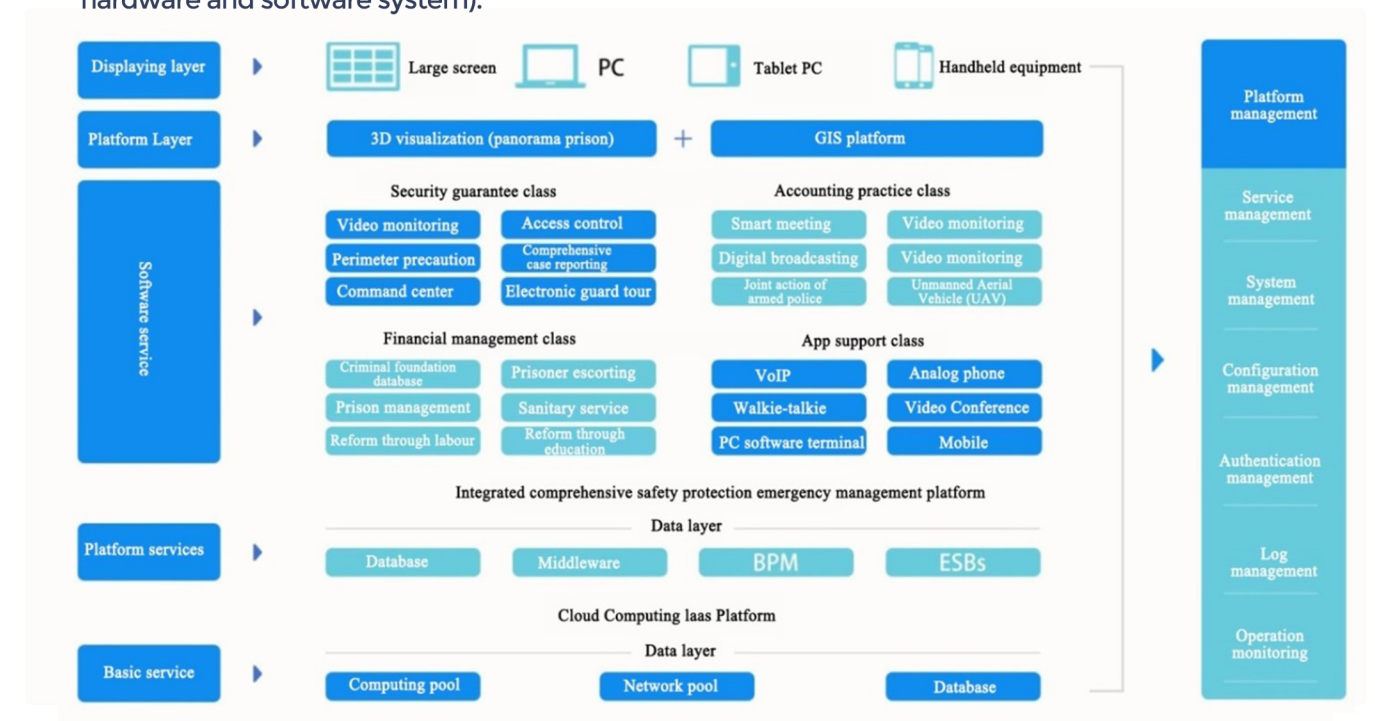 hardware and software system).
Displaying layer
Large screen
PC
Tablet PC
Handheld equipment
Platform Layer
3D visualization (panorama prison)
+
GIS platform
Software service
Security guarantee class
Video monitoring
Access control
Perimeter precaution
Comprehensive
case reporting
Command center
Electronic guard tour
Accounting practice class
Smart meeting
Video monitoring
Digital broadcasting
Video monitoring
Joint action of
armed police
Unmanned Aerial
Vehicle (UAV)
Financial management class
Criminal foundation
database
Prisoner escorting
Prison management
Sanitary service
Reform through labour
Reform through
education
App support class
VoIP
Analog phone
Walkie-talkie
Video Conference
PC software terminal
Mobile
Integrated comprehensive safety protection emergency management platform
Platform services
Data layer
Database
Middleware
BPM
ESBs
Cloud Computing laas Platform
Basic service
Data layer
Computing pool
Network pool
Database
Platform
management
Service
management
System
management
Configuration
management
Authentication
management
Log
management
Operation
monitoring